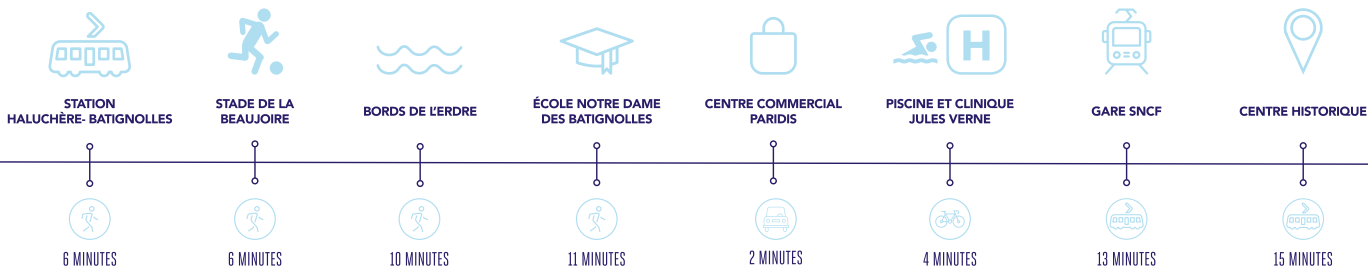 STATION
HALUCHÈRE- BATIGNOLLES
STADE DE LA
BEAUJOIRE
BORDS DE L'ERDRE
ÉCOLE NOTRE DAME
DES BATIGNOLLES
CENTRE COMMERCIAL
PARIDIS
H
PISCINE ET CLINIQUE
JULES VERNE
GARE SNCF
CENTRE HISTORIQUE
6 MINUTES
6 MINUTES
10 MINUTES
11 MINUTES
2 MINUTES
4 MINUTES
13 MINUTES
15 MINUTES